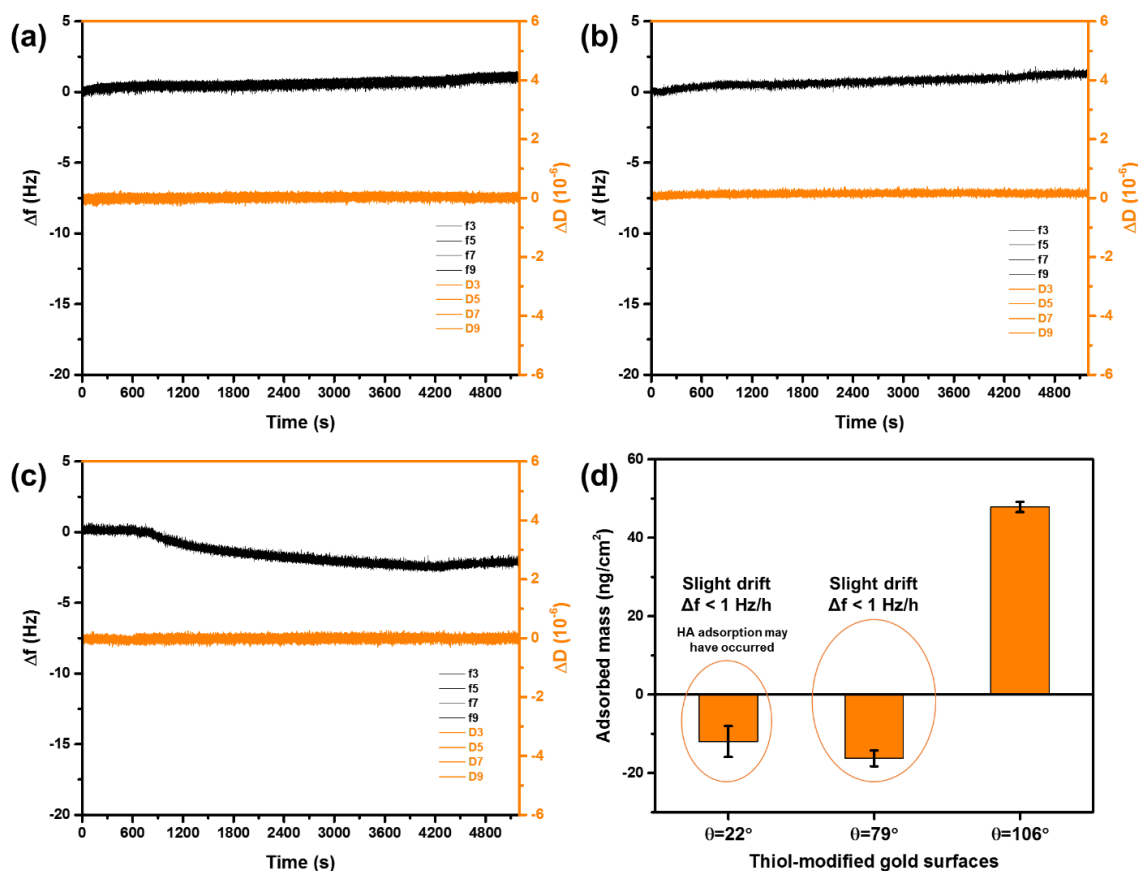 (a)
5
0
-5
-10
-15
-20
Δf (Hz)
6
4
2
0
-2
-4
-6
ΔD (10⁻⁶)
f3
f5
f7
f9
D3
D5
D7
D9
0 600 1200 1800 2400 3000 3600 4200 4800
Time (s)
(b)
5
0
-5
-10
-15
-20
Δf (Hz)
6
4
2
0
-2
-4
-6
ΔD (10⁻⁶)
f3
f5
f7
f9
D3
D5
D7
D9
0 600 1200 1800 2400 3000 3600 4200 4800
Time (s)
(c)
5
0
-5
-10
-15
-20
Δf (Hz)
6
4
2
0
-2
-4
-6
ΔD (10⁻⁶)
f3
f5
f7
f9
D3
D5
D7
D9
0 600 1200 1800 2400 3000 3600 4200 4800
Time (s)
(d)
60
40
20
0
-20
Adsorbed mass (ng/cm²)
Slight drift
Δf < 1 Hz/h
HA adsorption may
have occurred
Slight drift
Δf < 1 Hz/h
θ=22° θ=79° θ=106°
Thiol-modified gold surfaces